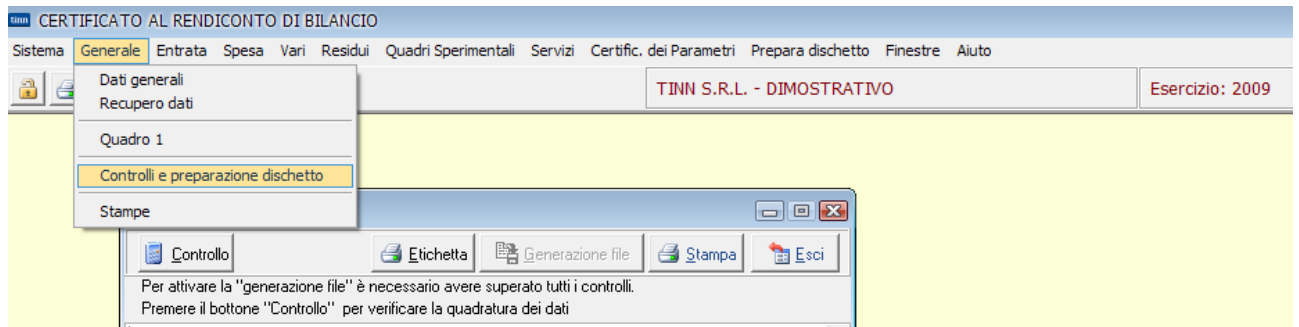 tinn CERTIFICATO AL RENDICONTO DI BILANCIO
Sistema Generale Entrata Spesa Vari Residui Quadri Sperimentali Servizi Certific. dei Parametri Prepara dischetto Finestre Aiuto
TINN S.R.L. - DIMOSTRATIVO Esercizio: 2009
Dati generali
Recupero dati
Quadro 1
Controlli e preparazione dischetto
Stampe
Controllo Etichetta Generazione file Stampa Esci
Per attivare la "generazione file" è necessario avere superato tutti i controlli.
Premere il bottone "Controllo" per verificare la quadratura dei dati